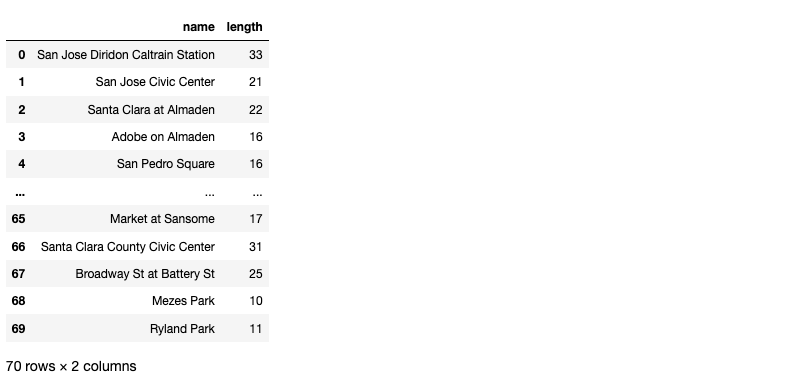 name length
0 San Jose Diridon Caltrain Station 33
1 San Jose Civic Center 21
2 Santa Clara at Almaden 22
3 Adobe on Almaden 16
4 San Pedro Square 16
... ... ...
65 Market at Sansome 17
66 Santa Clara County Civic Center 31
67 Broadway St at Battery St 25
68 Mezes Park 10
69 Ryland Park 11
70 rows × 2 columns